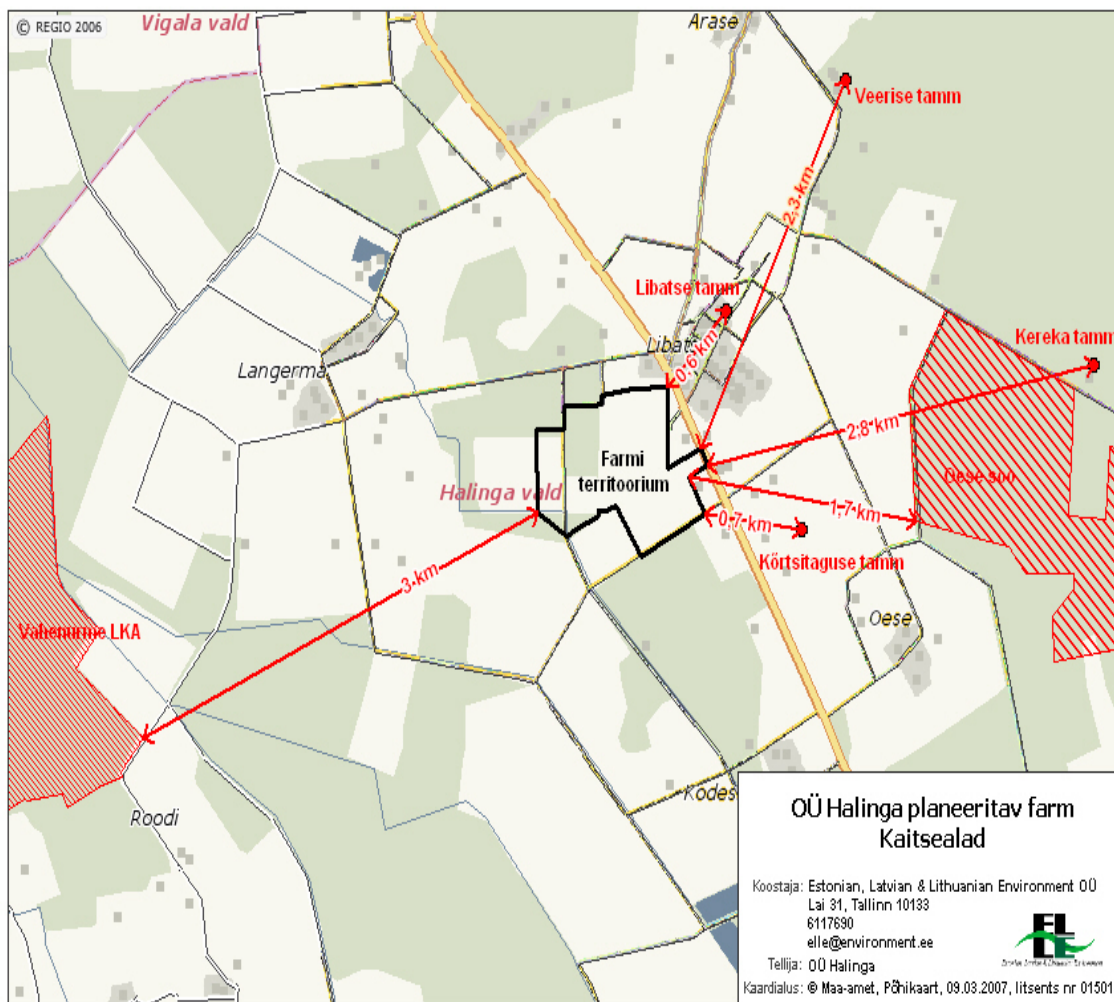 © REGIO 2006
Vigala vald
Arase
Veerise tamm
2,3 km
Libatse tamm
Kereka tamm
0,6 km
Langerma
2,8 km
Farmi
territoorium
Halinga vald
Oese soo
1,7 km
0,7 km
Kõrtsitaguse tamm
3 km
Oese
Vahenurme LKA
Roodi
OÜ Halinga planeeritav farm
Kaitsealad
Koostaja: Estonian, Latvian & Lithuanian Environment OÜ
Lai 31, Tallinn 10133
6117690
elle@environment.ee
Tellija: OÜ Halinga
Kaardialus: © Maa-amet, Põhikaart, 09.03.2007, litsents nr 01501